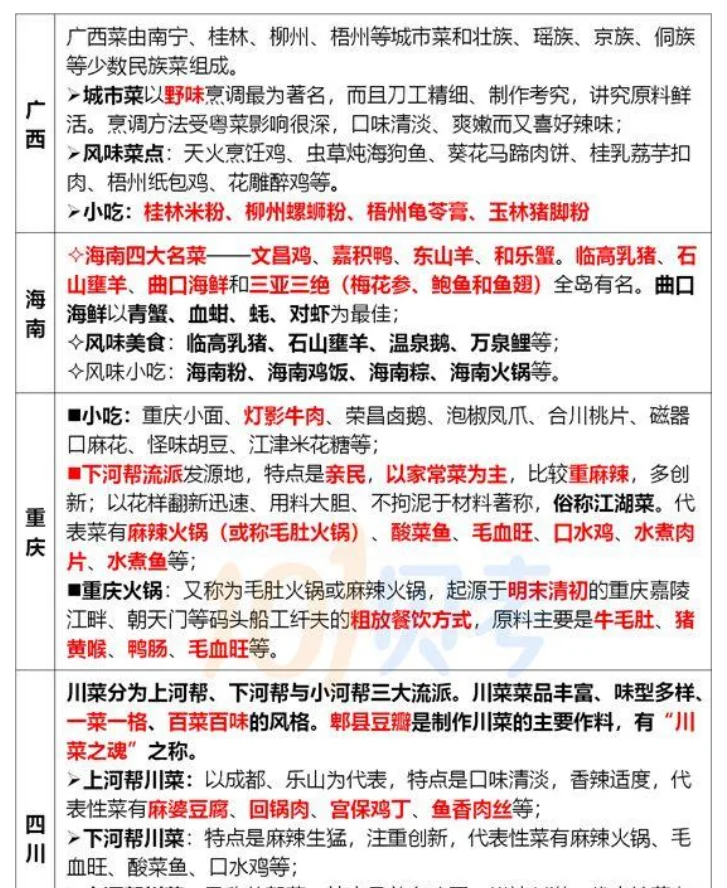 广西
广西菜由南宁、桂林、柳州、梧州等城市菜和壮族、瑶族、京族、侗族
等少数民族菜组成。
➢城市菜以野味烹调最为著名，而且刀工精细、制作考究，讲究原料鲜
活。烹调方法受粤菜影响很深，口味清淡、爽嫩而又喜好辣味；
➢风味菜点：天火烹饪鸡、虫草炖海狗鱼、葵花马蹄肉饼、桂乳荔芋扣
肉、梧州纸包鸡、花雕醉鸡等。
➢小吃：桂林米粉、柳州螺蛳粉、梧州龟苓膏、玉林猪脚粉
海南
✧海南四大名菜——文昌鸡、嘉积鸭、东山羊、和乐蟹。临高乳猪、石
山壅羊、曲口海鲜和三亚三绝（梅花参、鲍鱼和鱼翅）全岛有名。曲口
海鲜以青蟹、血蚶、蚝、对虾为最佳；
✧风味美食：临高乳猪、石山壅羊、温泉鹅、万泉鲤等；
✧风味小吃：海南粉、海南鸡饭、海南粽、海南火锅等。
重庆
■小吃：重庆小面、灯影牛肉、荣昌卤鹅、泡椒凤爪、合川桃片、磁器
口麻花、怪味胡豆、江津米花糖等；
■下河帮流派发源地，特点是亲民，以家常菜为主，比较重麻辣，多创
新；以花样翻新迅速、用料大胆、不拘泥于材料著称，俗称江湖菜。代
表菜有麻辣火锅（或称毛肚火锅）、酸菜鱼、毛血旺、口水鸡、水煮肉
片、水煮鱼等；
■重庆火锅：又称为毛肚火锅或麻辣火锅，起源于明末清初的重庆嘉陵
江畔、朝天门等码头船工纤夫的粗放餐饮方式，原料主要是牛毛肚、猪
黄喉、鸭肠、毛血旺等。
四川
川菜分为上河帮、下河帮与小河帮三大流派。川菜菜品丰富、味型多样、
一菜一格、百菜百味的风格。郫县豆瓣是制作川菜的主要作料，有“川
菜之魂”之称。
➢上河帮川菜：以成都、乐山为代表，特点是口味清淡，香辣适度，代
表性菜有麻婆豆腐、回锅肉、宫保鸡丁、鱼香肉丝等；
➢下河帮川菜：特点是麻辣生猛，注重创新，代表性菜有麻辣火锅、毛
血旺、酸菜鱼、口水鸡等；